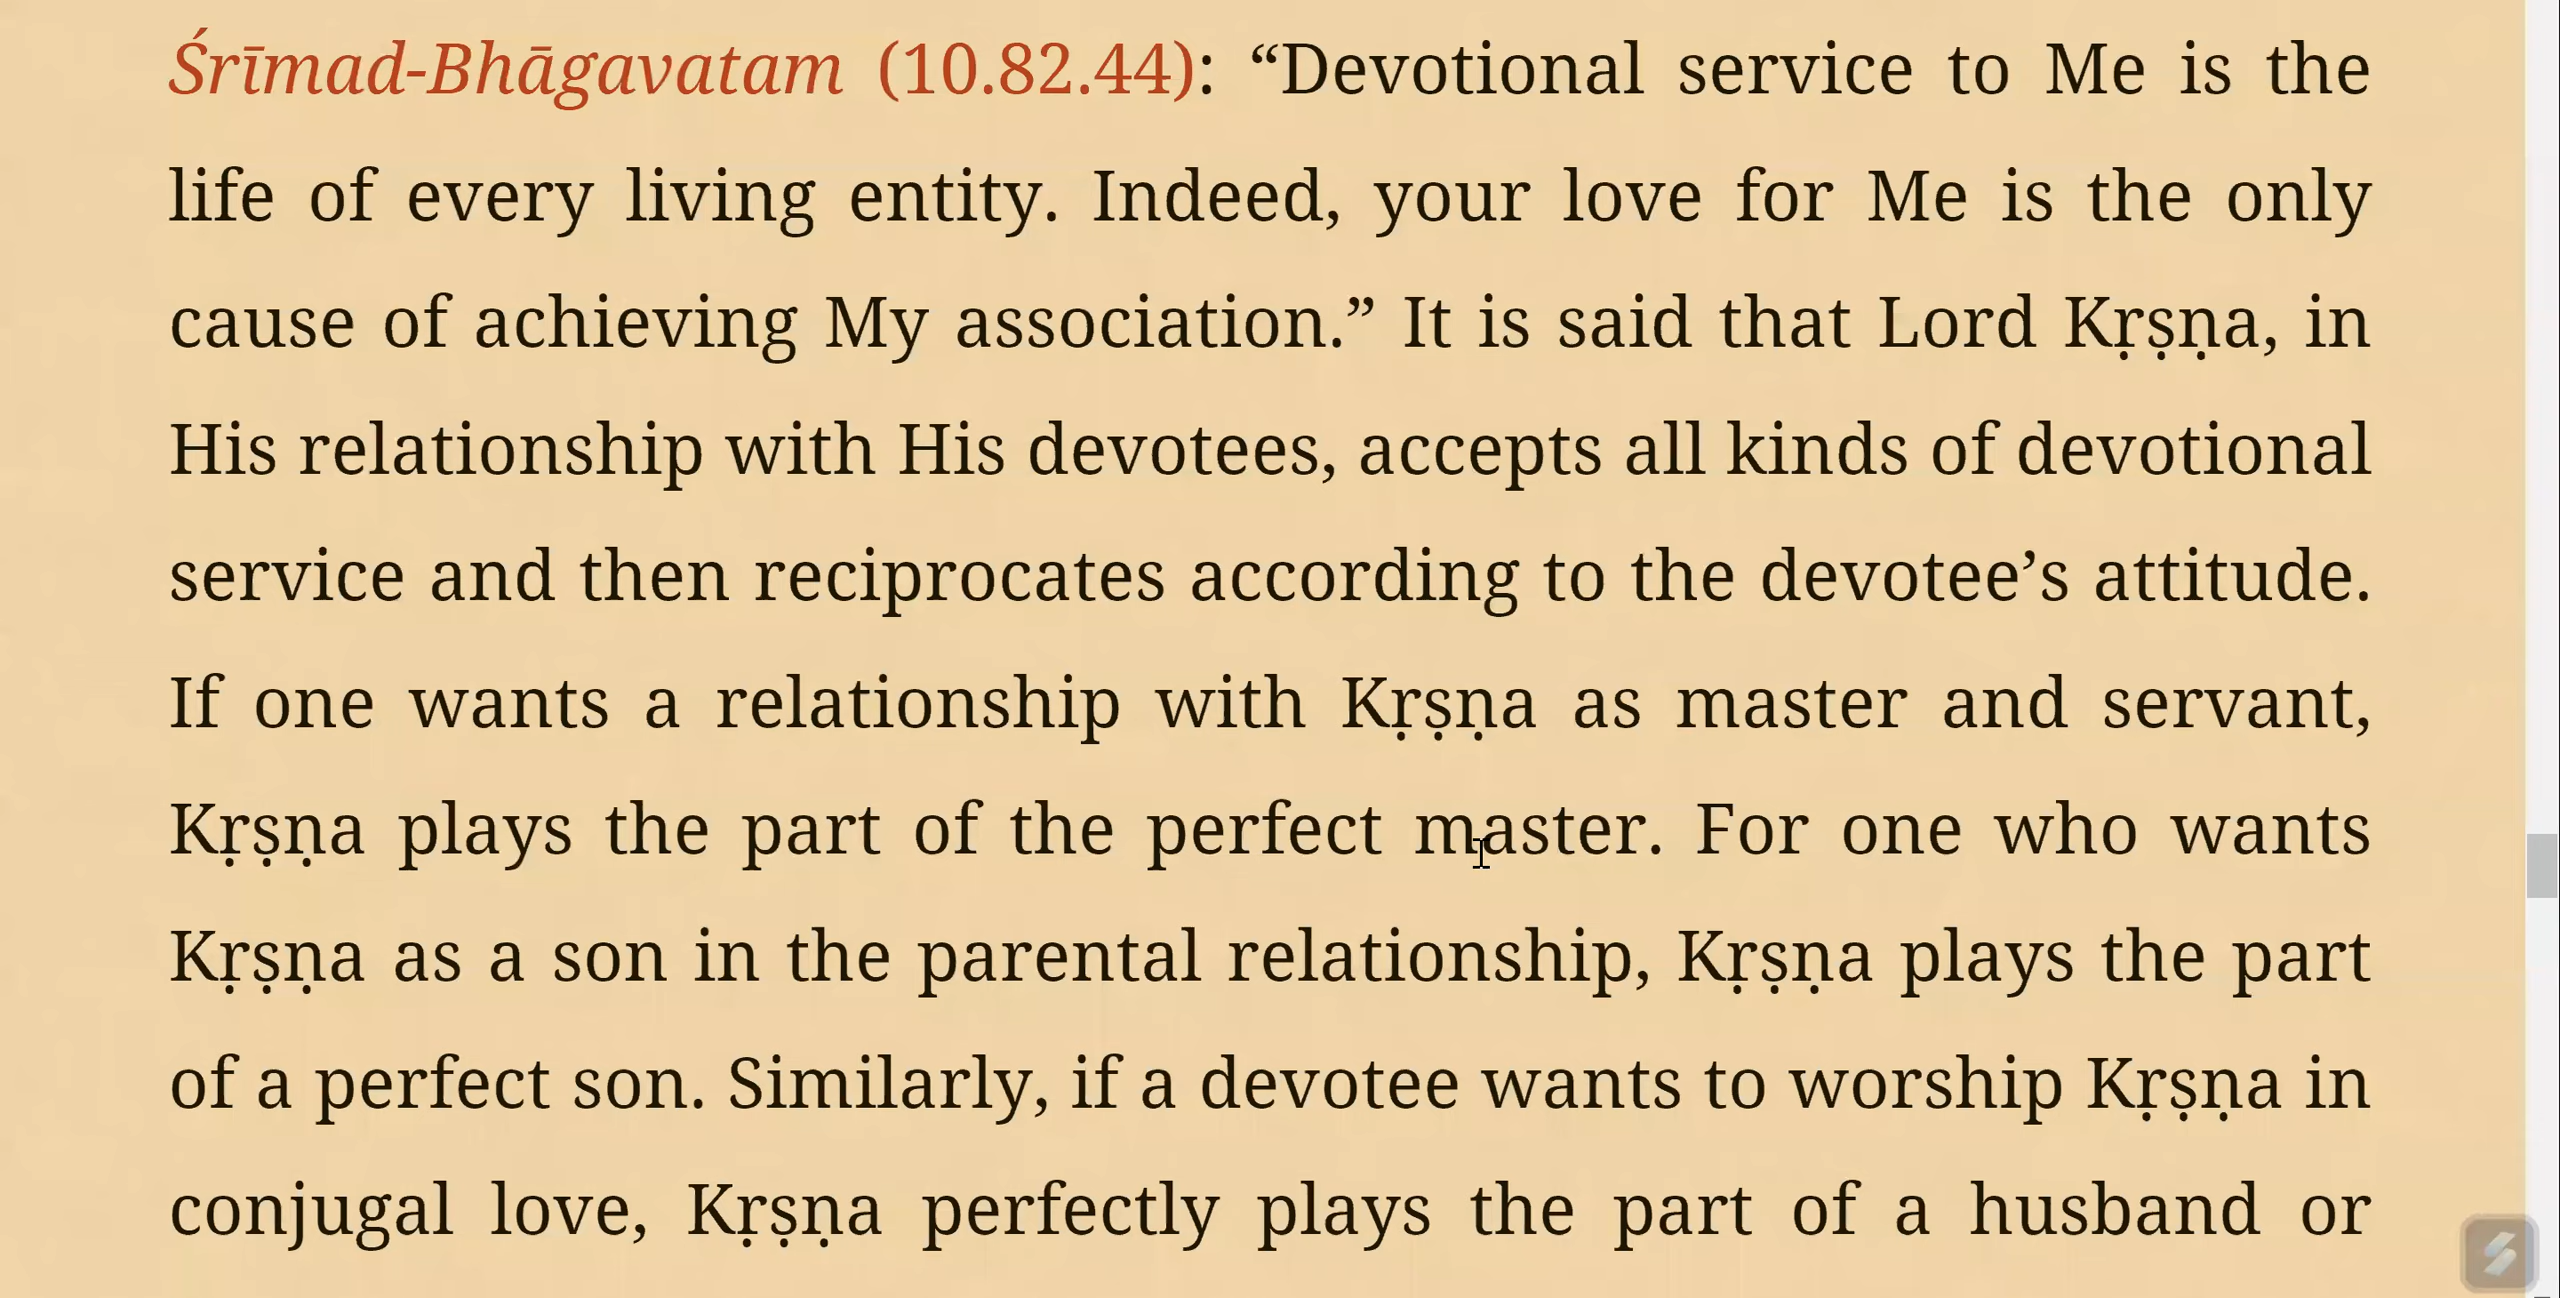 Śrīmad-Bhāgavatam (10.82.44): “Devotional service to Me is the
life of every living entity. Indeed, your love for Me is the only
cause of achieving My association.” It is said that Lord Kṛṣṇa, in
His relationship with His devotees, accepts all kinds of devotional
service and then reciprocates according to the devotee’s attitude.
If one wants a relationship with Kṛṣṇa as master and servant,
Kṛṣṇa plays the part of the perfect master. For one who wants
Kṛṣṇa as a son in the parental relationship, Kṛṣṇa plays the part
of a perfect son. Similarly, if a devotee wants to worship Kṛṣṇa in
conjugal love, Kṛṣṇa perfectly plays the part of a husband or